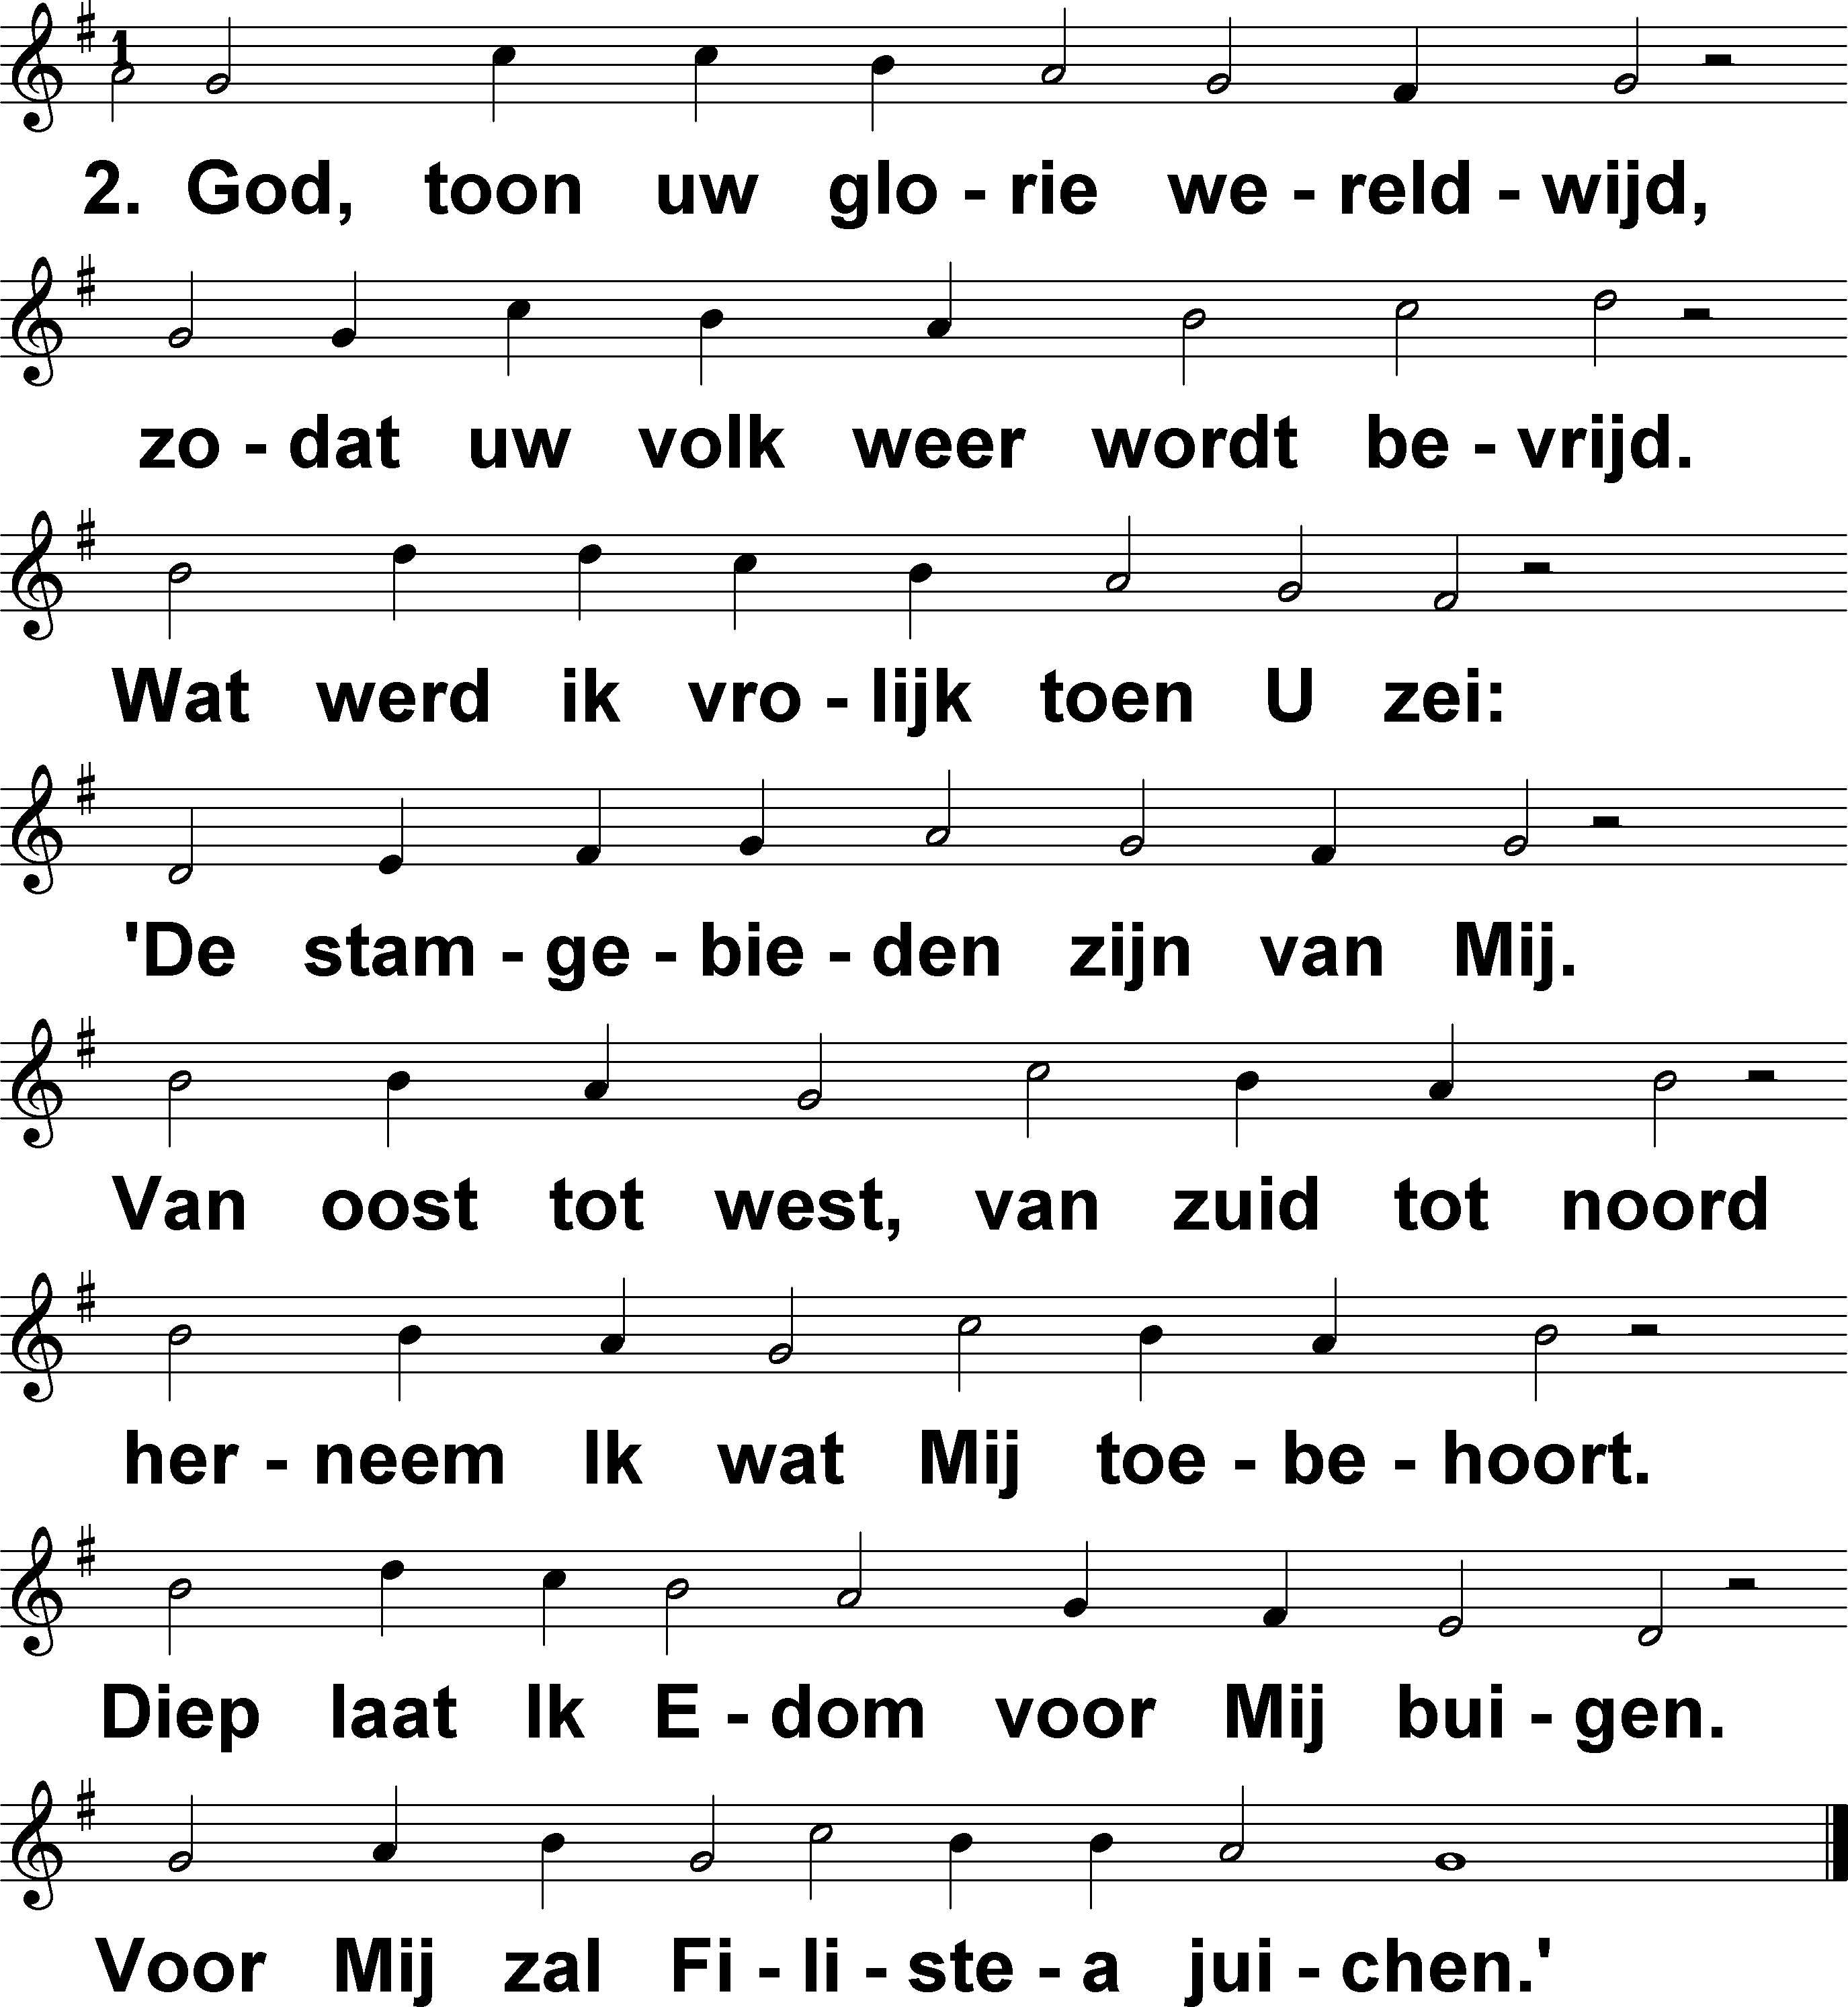 2. God, toon uw glo - rie we - reld - wijd,
zo - dat uw volk weer wordt be - vrijd.
Wat werd ik vro - lijk toen U zei:
'De stam - ge - bie - den zijn van Mij.
Van oost tot west, van zuid tot noord
her - neem Ik wat Mij toe - be - hoort.
Diep laat Ik E - dom voor Mij bui - gen.
Voor Mij zal Fi - li - ste - a jui - chen.'